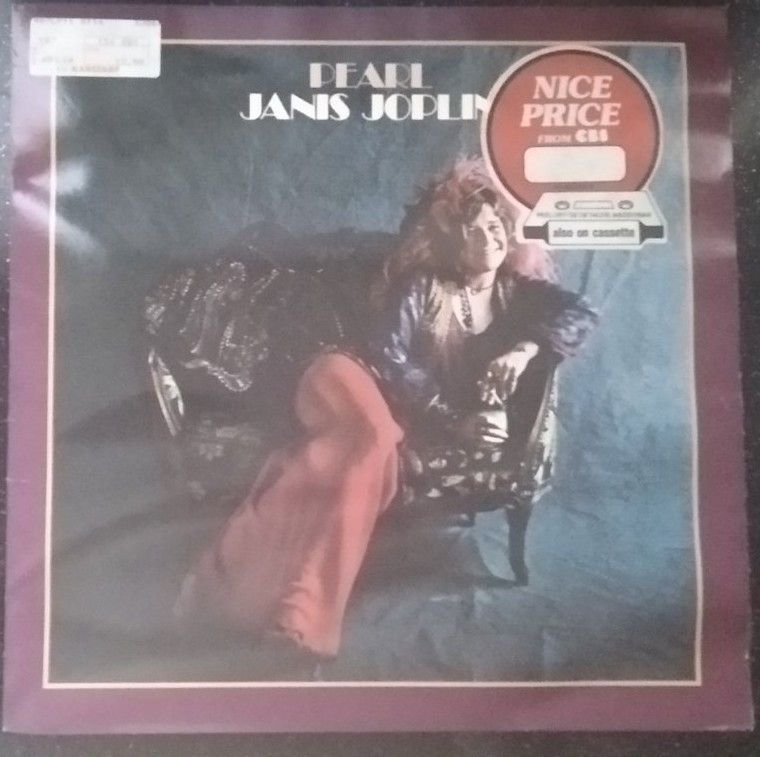 PEARL
JANIS JOPLIN
NICE
PRICE
FROM CBS
also on cassette